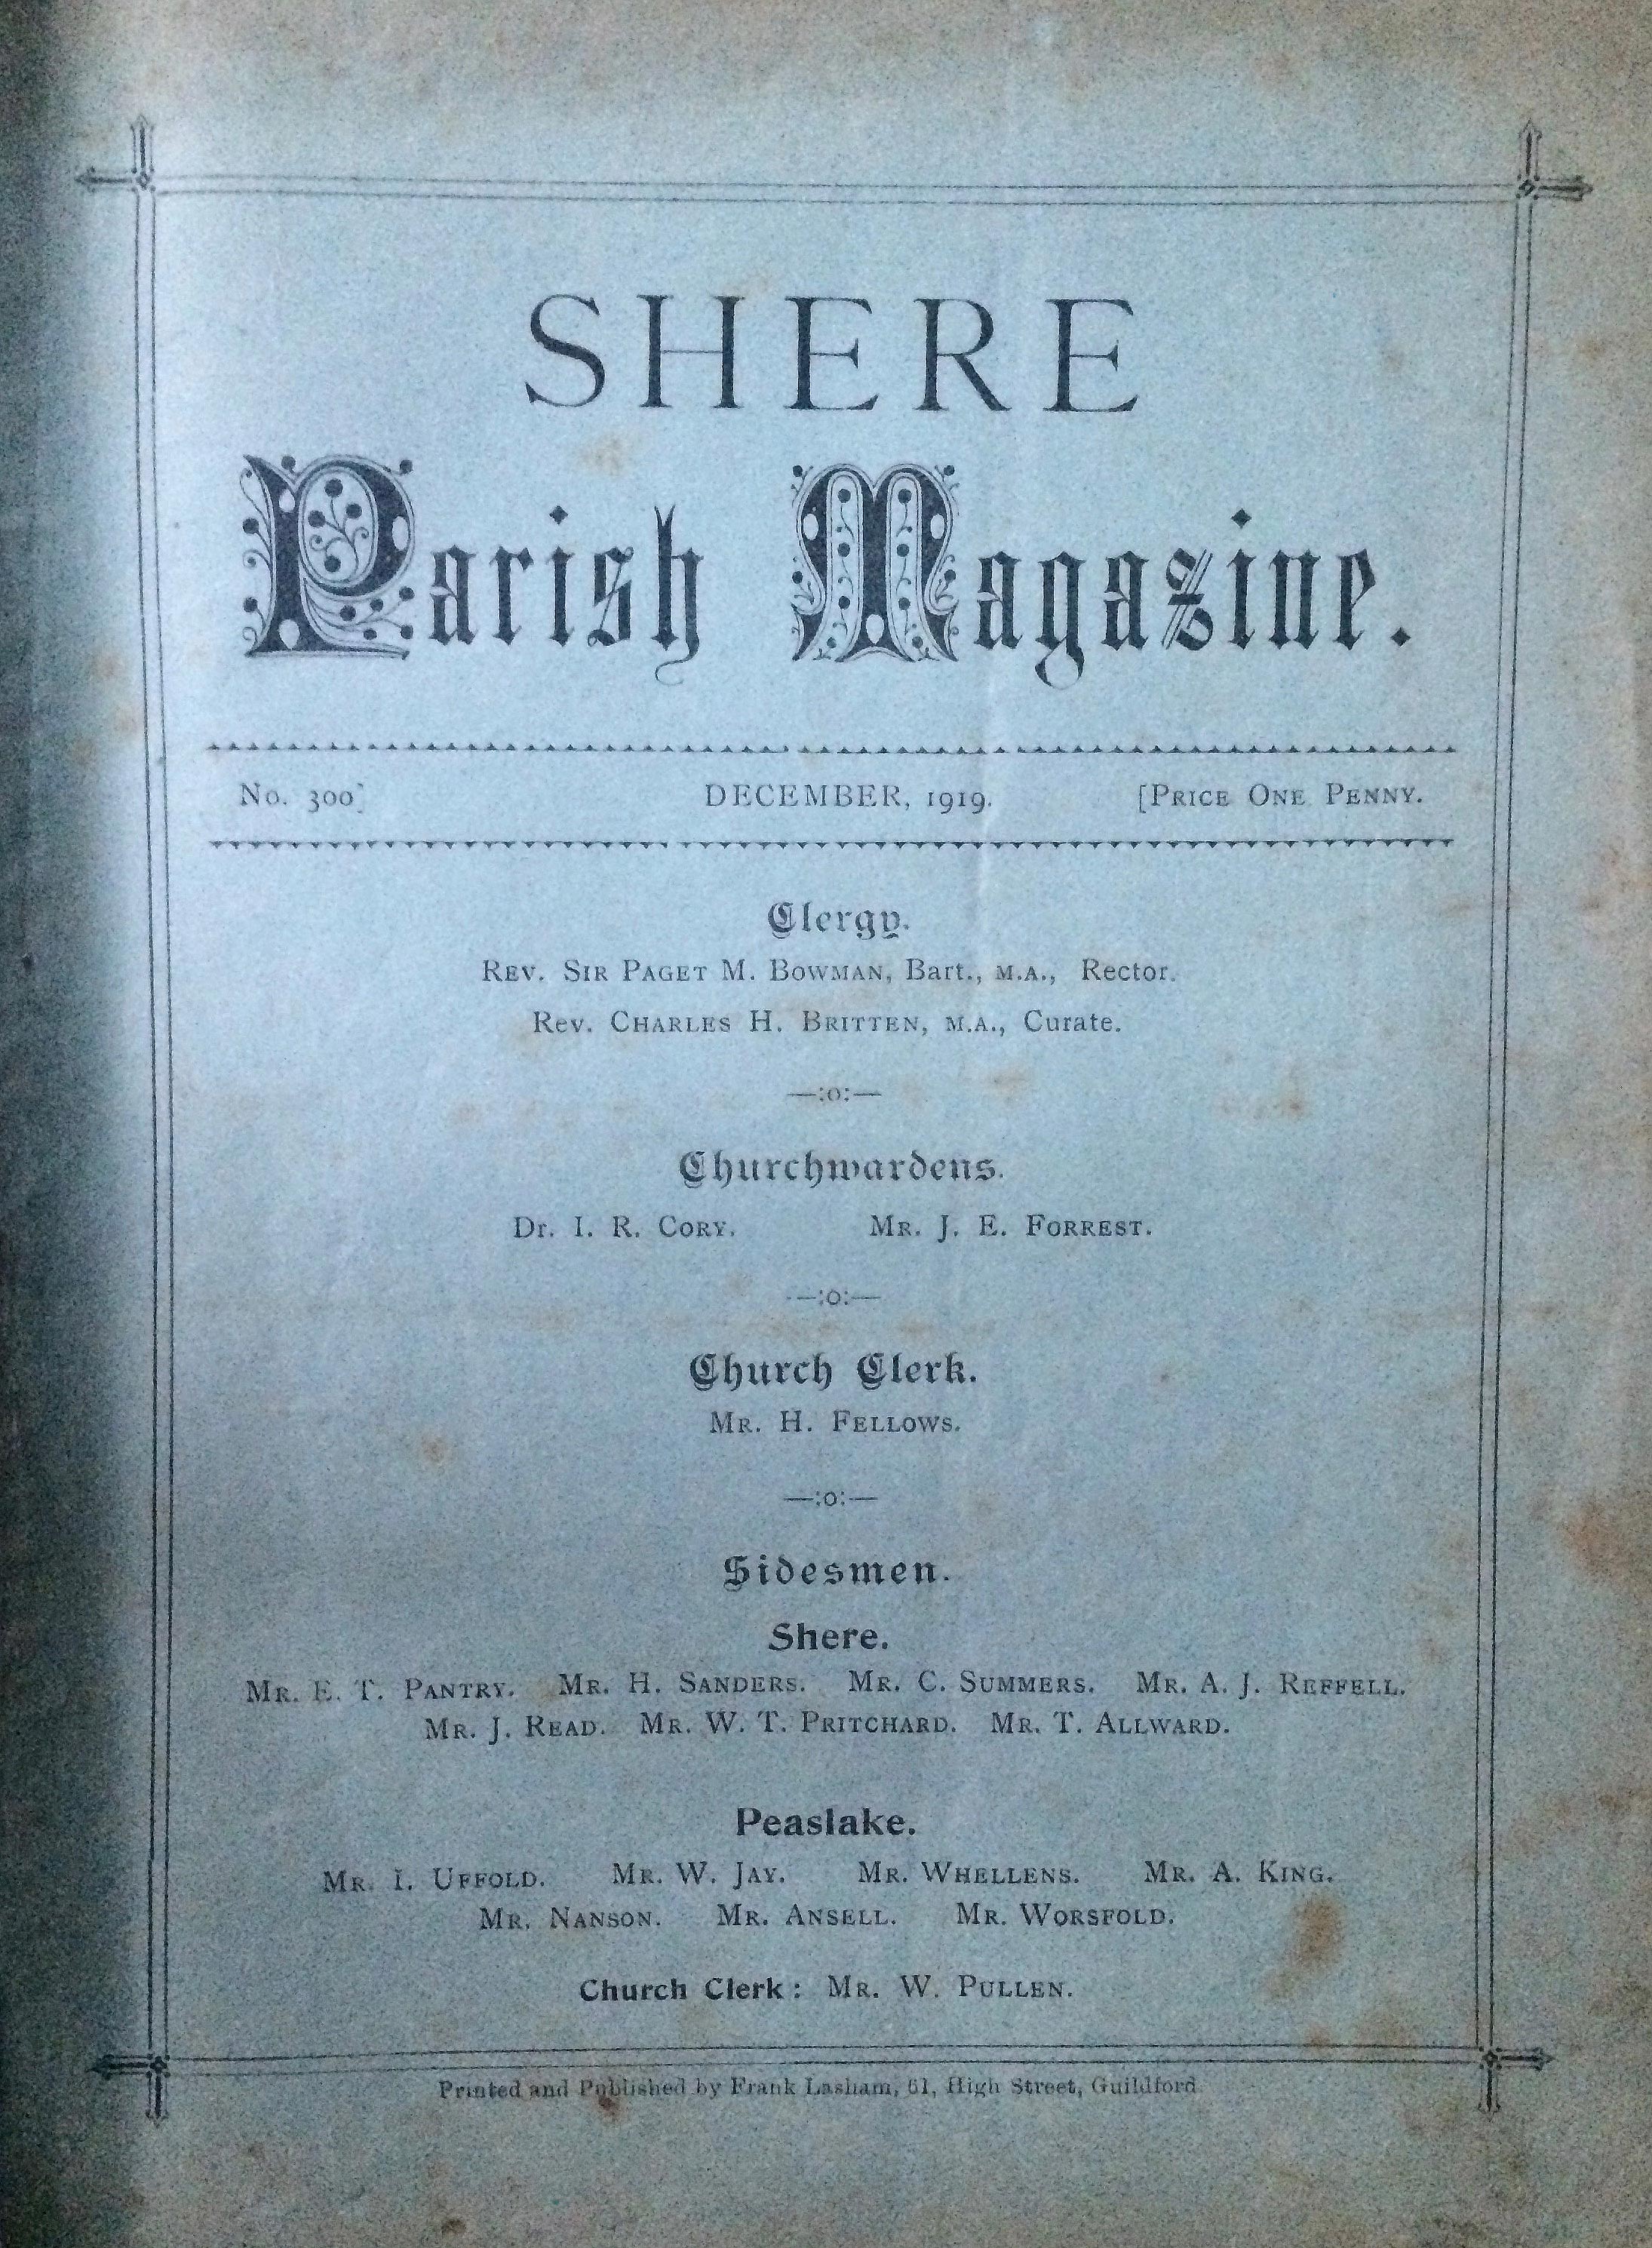 SHERE
Parish Magazine.
No. 300] DECEMBER, 1919. [PRICE ONE PENNY.
Clergy.
REV. SIR PAGET M. BOWMAN, Bart., M.A., Rector.
Rev. CHARLES H. BRITTEN, M.A., Curate.
—:o:—
Churchwardens.
Dr. I. R. CORY. MR. J. E. FORREST.
—:o:—
Church Clerk.
MR. H. FELLOWS.
—:o:—
Sidesmen.
Shere.
MR. E. T. PANTRY. MR. H. SANDERS. MR. C. SUMMERS. MR. A. J. REFFELL.
MR. J. READ. MR. W. T. PRITCHARD. MR. T. ALLWARD.
Peaslake.
MR. I. UFFOLD. MR. W. JAY. MR. WHELLENS. MR. A. KING.
MR. NANSON. MR. ANSELL. MR. WORSFOLD.
Church Clerk: MR. W. PULLEN.
Printed and Published by Frank Lasham, 61, High Street, Guildford.